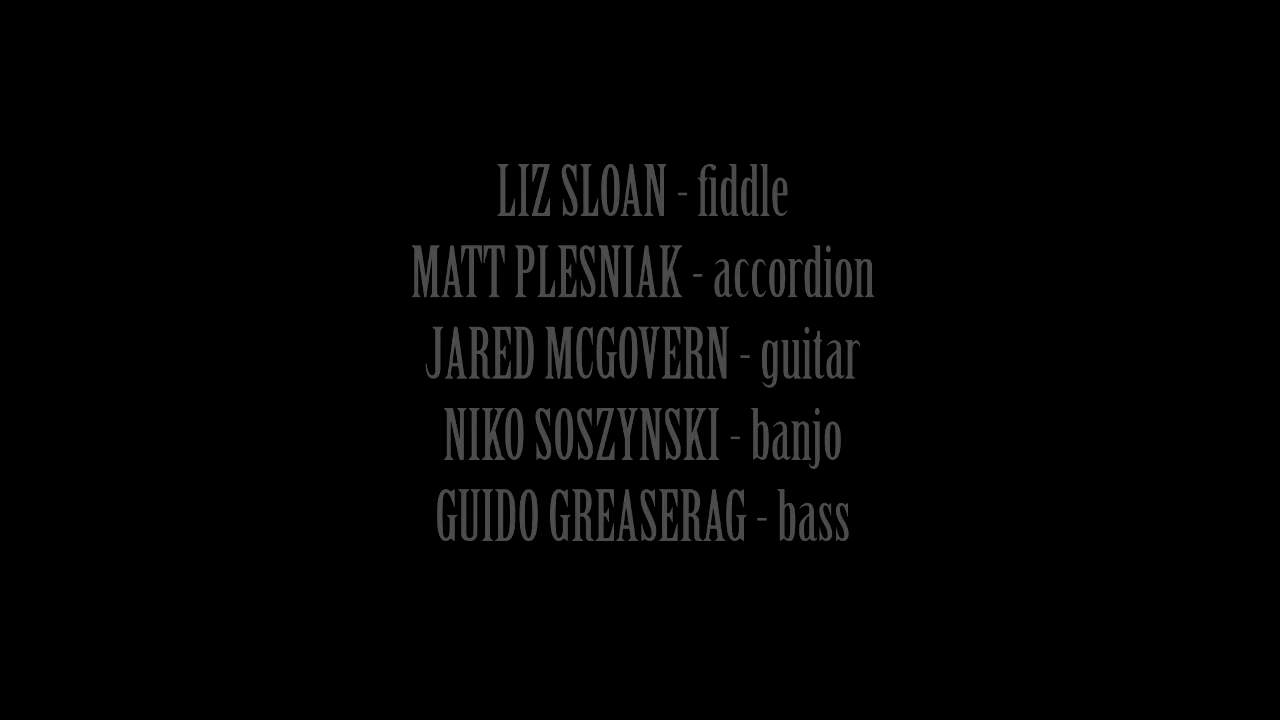 LIZ SLOAN - fiddle
MATT PLESNIAK - accordion
JARED MCGOVERN - guitar
NIKO SOSZYNSKI - banjo
GUIDO GREASERAG - bass